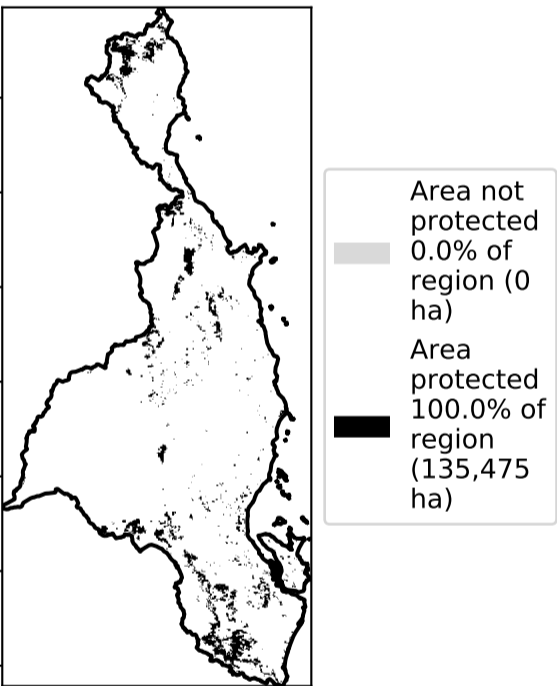 Area not
protected
0.0% of
region (0
ha)
Area
protected
100.0% of
region
(135,475
ha)